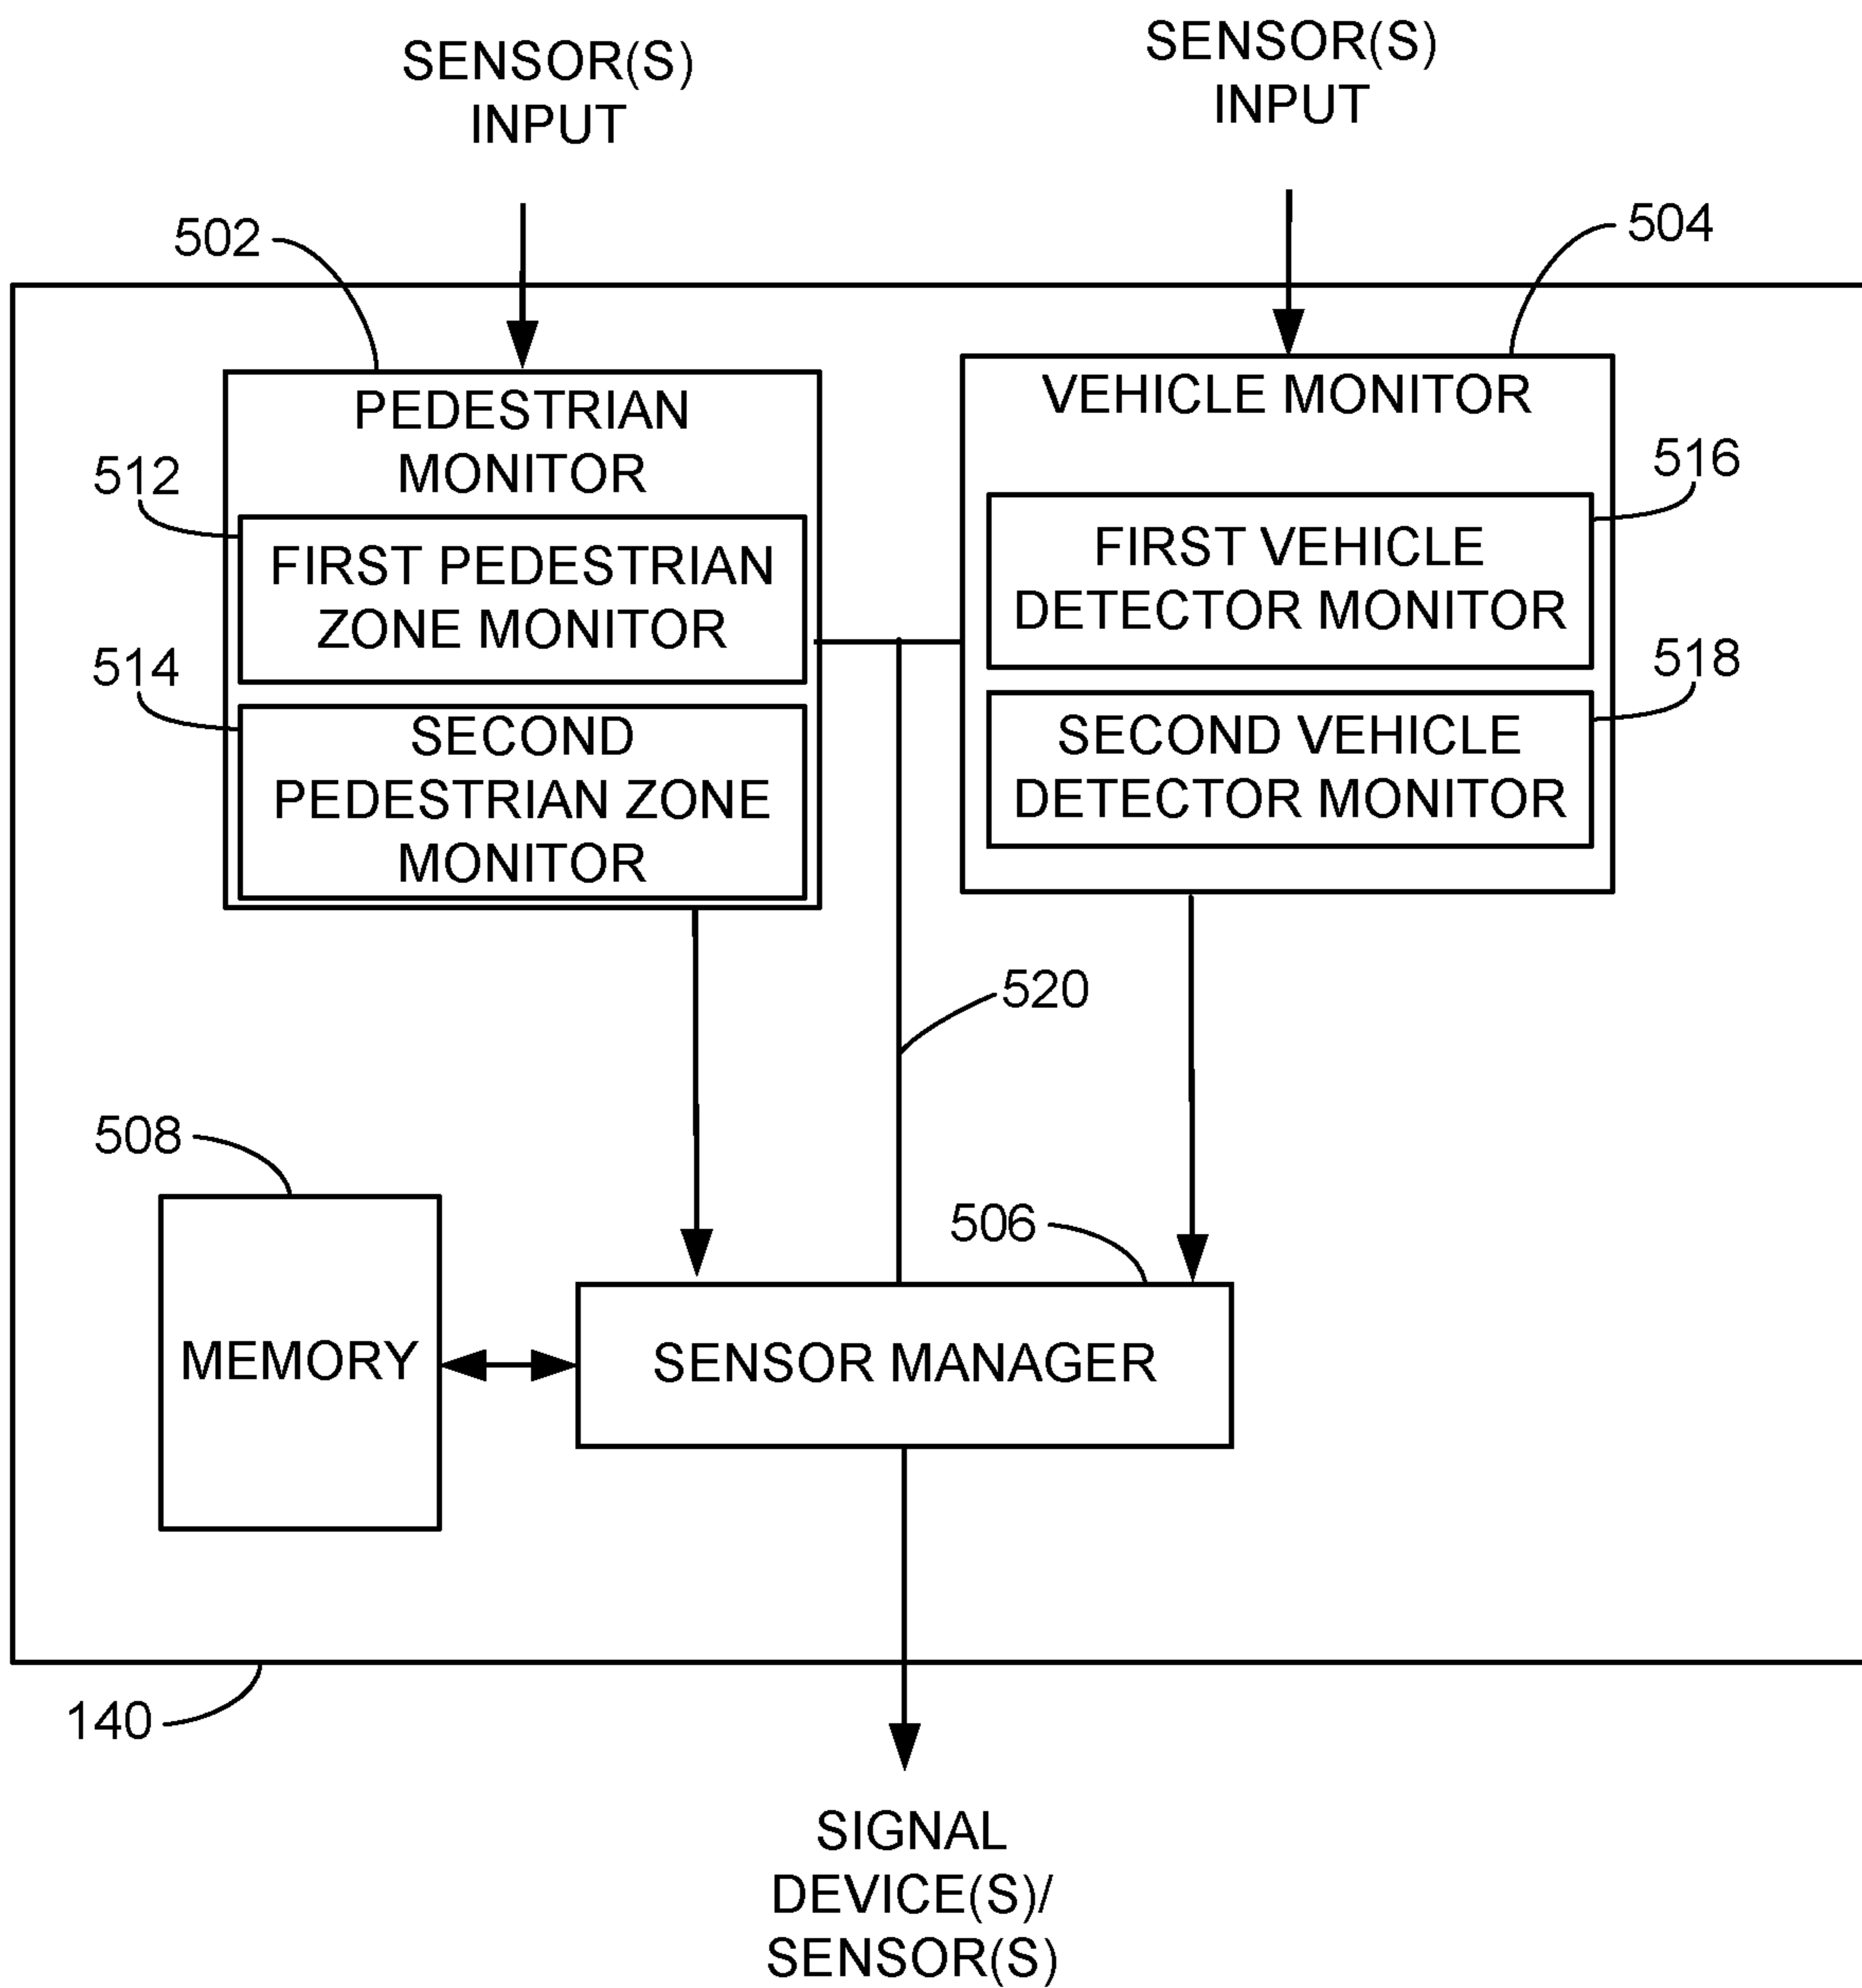 SENSOR(S)
INPUT
SENSOR(S)
INPUT
502
504
PEDESTRIAN
MONITOR
VEHICLE MONITOR
512
516
FIRST PEDESTRIAN
ZONE MONITOR
FIRST VEHICLE
DETECTOR MONITOR
514
518
SECOND
PEDESTRIAN ZONE
MONITOR
SECOND VEHICLE
DETECTOR MONITOR
520
508
506
MEMORY
SENSOR MANAGER
140
SIGNAL
DEVICE(S)/
SENSOR(S)